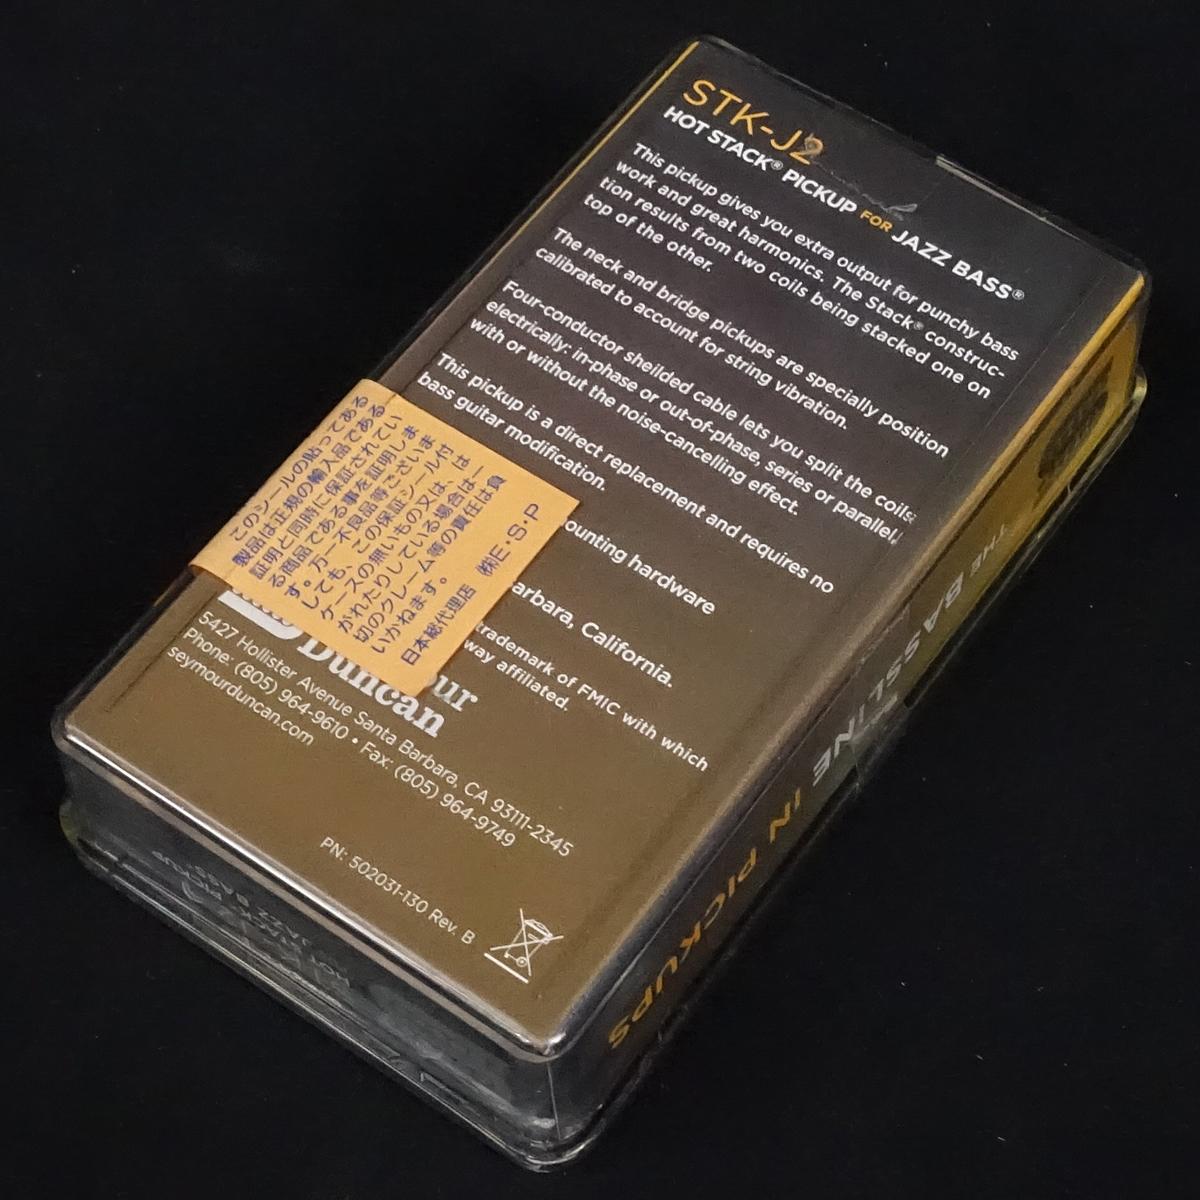 STK-J2
HOT STACK® PICKUP FOR JAZZ BASS®
This pickup gives you extra output for punchy bass
work and great harmonics. The Stack® construc-
tion results from two coils being stacked one on
top of the other.
The neck and bridge pickups are specially position
calibrated to account for string vibration.
Four-conductor sheilded cable lets you split the coils
electrically: in-phase or out-of-phase, series or parallel,
with or without the noise-cancelling effect.
This pickup is a direct replacement and requires no
bass guitar modification.
ounting hardware
arbara, California.
trademark of FMIC with which
way affiliated.
このシールの貼ってある
製品は正規の輸入品である
証明と同時に保証されてい
る商品である事を証明しま
す。万一不良品等ございま
しても、この保証シール付
ケースの無いもの又は、は
がれたりしている場合は一
切のクレーム等の責任は負
いかねます。
日本総代理店 ㈱E·S·P
ur
Duncan
5427 Hollister Avenue Santa Barbara, CA 93111-2345
Phone: (805) 964-9610 • Fax: (805) 964-9749
seymourduncan.com
PN: 502031-130 Rev. B
THE BASSLINE IN PICKUPS